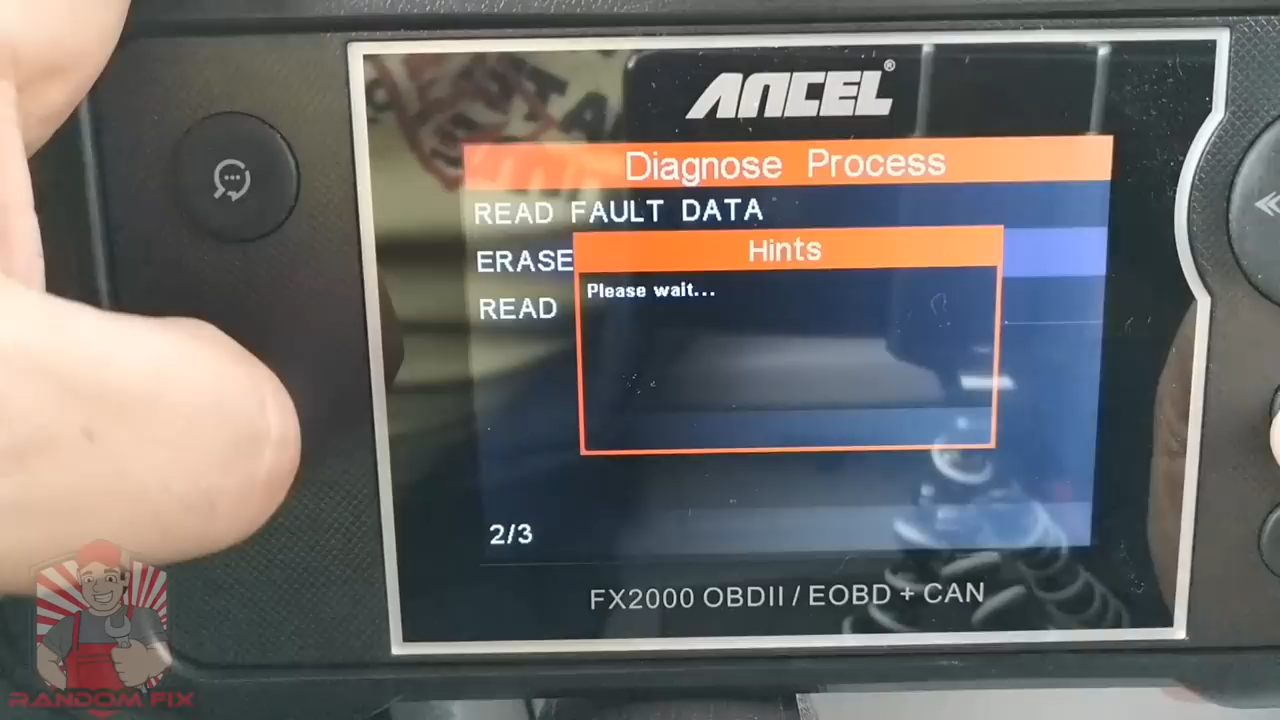 ANCEL®
Diagnose Process
READ FAULT DATA
ERASE
Hints
Please wait...
READ
2/3
FX2000 OBDII / EOBD + CAN
RANDOM FIX